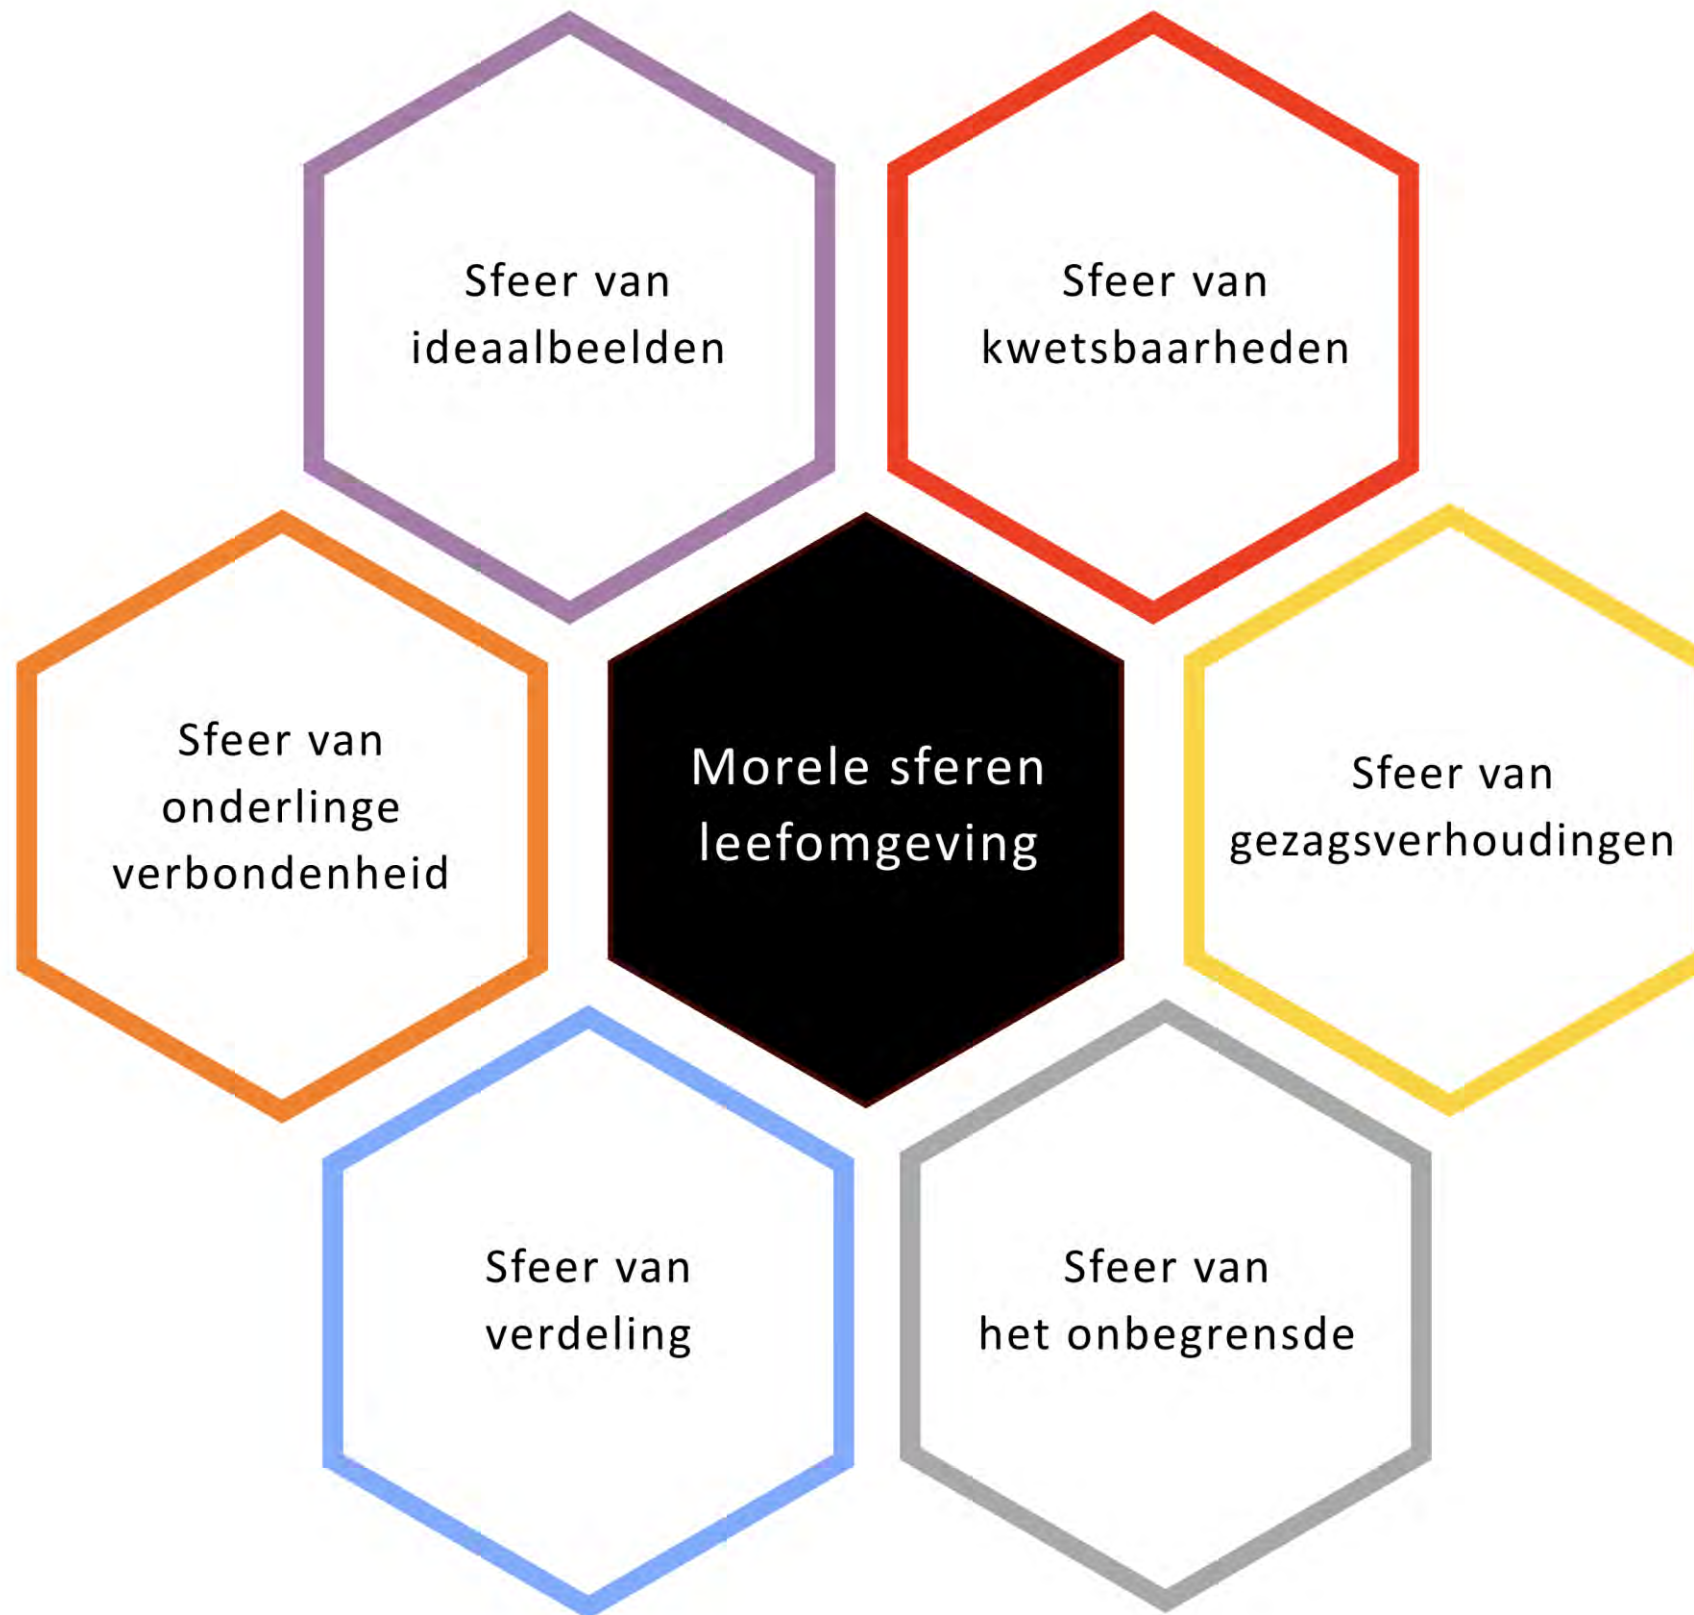 Sfeer van
ideaalbeelden
Sfeer van
kwetsbaarheden
Sfeer van
onderlinge
verbondenheid
Morele sferen
leefomgeving
Sfeer van
gezagsverhoudingen
Sfeer van
verdeling
Sfeer van
het onbegrensde